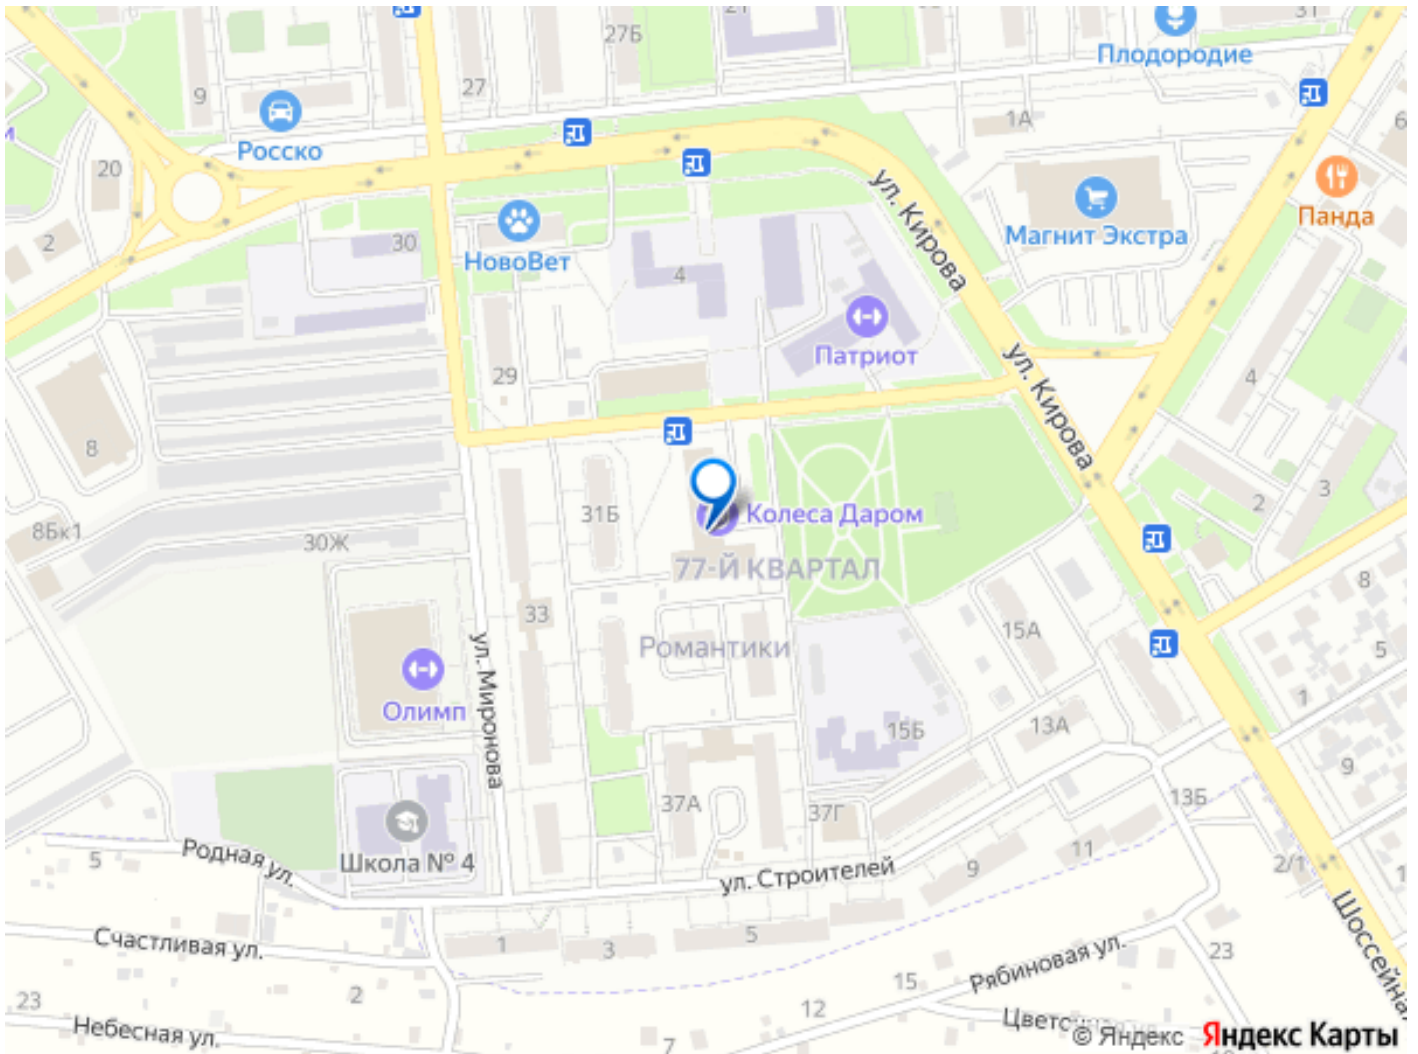 21
31
27Б
Плодородие
27
9
1А
Росско
20
ул. Кирова
Панда
2
30
НовоВет
4
Магнит Экстра
Патриот
ул. Кирова
29
4
8
2
3
8Бк1
30Ж
31Б
Колеса Даром
77-Й КВАРТАЛ
8
33
15А
5
Романтики
1
ул. Миронова
Олимп
15Б
13А
9
37А
37Г
13Б
Родная ул.
5
Школа № 4
11
2/1
ул. Строителей
9
Шоссейная
Счастливая ул.
1
3
5
23
Рябиновая ул.
15
2
12
23
Небесная ул.
7
© Яндекс Яндекс Карты